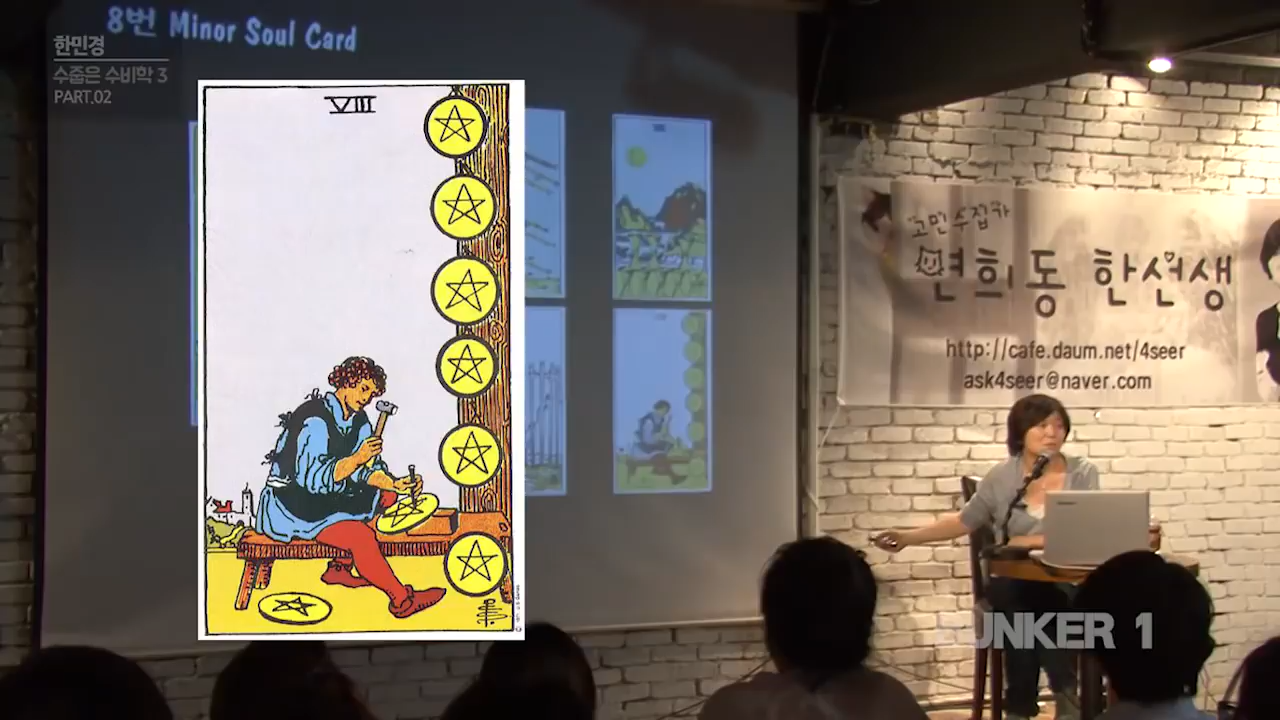 8번 Minor Soul Card
한민경
수줍은 수비학 3
PART.02
VIII
고민수집가
면희동 한선생
http://cafe.daum.net/4seer
ask4seer@naver.com
BUNKER 1